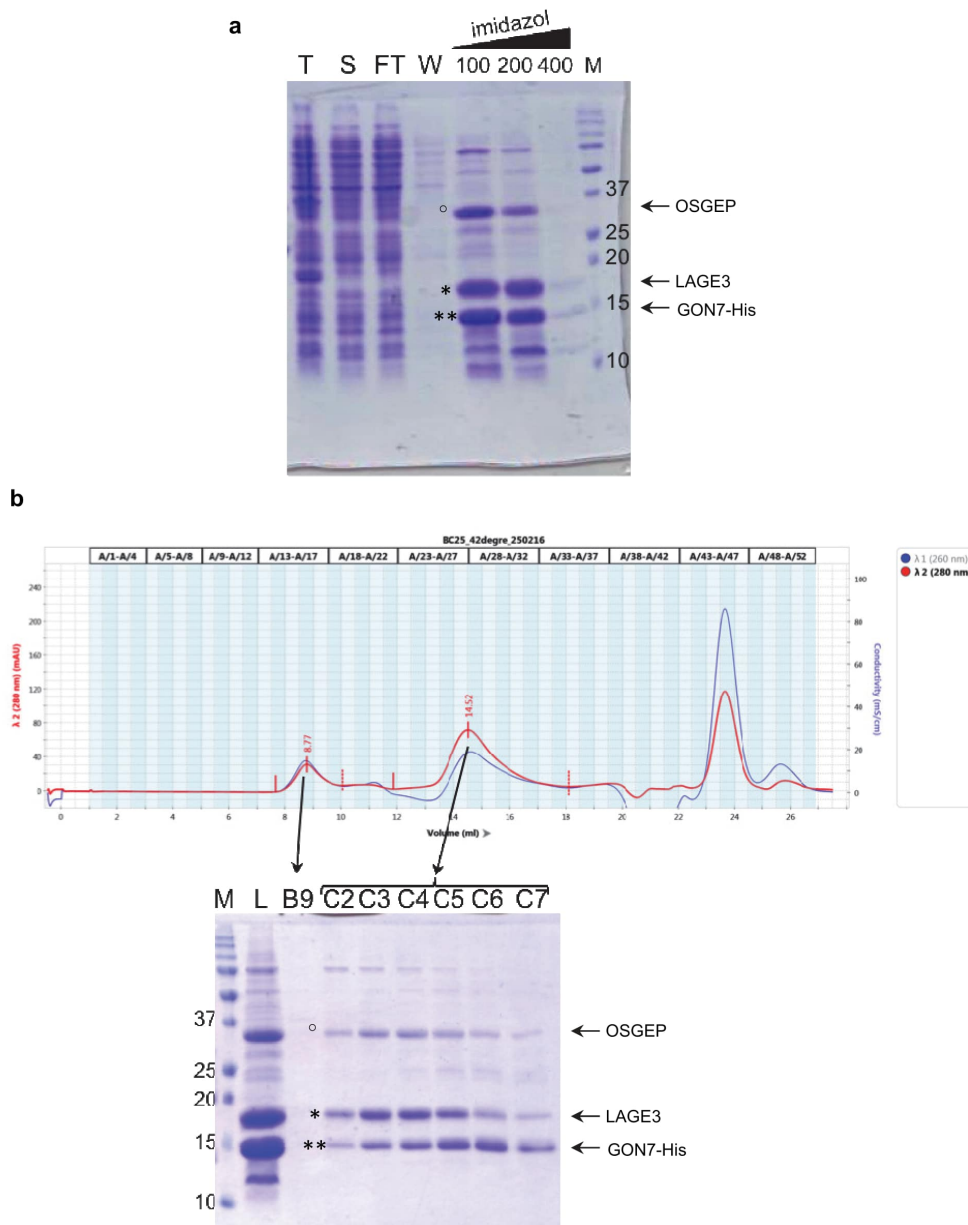 a
imidazol
T S FT W 100 200 400 M
37
OSGEP
°
25
20
LAGE3
*
15
GON7-His
**
10
b
BC25_42degre_250216
A/1-A/4 A/5-A/8 A/9-A/12 A/13-A/17 A/18-A/22 A/23-A/27 A/28-A/32 A/33-A/37 A/38-A/42 A/43-A/47 A/48-A/52
λ 1 (260 nm)
λ 2 (280 nm)
λ 2 (280 nm) (mAU)
240
200
160
120
80
40
0
8.77
14.52
100
80
60
40
20
0
Conductivity (mS/cm)
0 2 4 6 8 10 12 14 16 18 20 22 24 26
Volume (ml)
M L B9 C2 C3 C4 C5 C6 C7
37
°
OSGEP
25
20
*
LAGE3
15
**
GON7-His
10